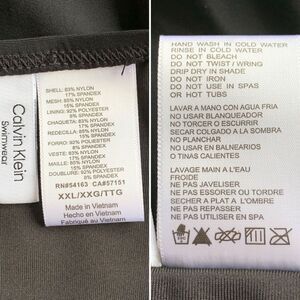 Calvin Klein
Swimwear
SHELL: 83% NYLON
17% SPANDEX
MESH: 85% NYLON
15% SPANDEX
LINING: 92% POLYESTER
8% SPANDEX
CHAQUETA: 83% NYLON
17% SPANDEX
REDECILLA: 85% NYLON
15% SPANDEX
FORRO: 92% POLYESTER
8% SPANDEX
VESTE: 83% NYLON
17% SPANDEX
MAILLE: 85% NYLON
15% SPANDEX
DOUBLURE: 92% POLYESTER
8% SPANDEX
RN#54163 CA#57151
XXL/XXG/TTG
Made in Vietnam
Hecho en Vietnam
Fabriqué au Vietnam
HAND WASH IN COLD WATER
RINSE IN COLD WATER
DO NOT BLEACH
DO NOT TWIST / WRING
DRIP DRY IN SHADE
DO NOT IRON
DO NOT USE IN SPAS
OR HOT TUBS
LAVAR A MANO CON AGUA FRIA
NO USAR BLANQUEADOR
NO TORCER O ESCURRIR
SECAR COLGADO A LA SOMBRA
NO PLANCHAR
NO USAR EN BALNEARIOS
O TINAS CALIENTES
LAVAGE MAIN A L'EAU
FROIDE
NE PAS JAVELISER
NE PAS ESSORER OU TORDRE
SECHER A PLAT A L'OMBRE
NE PAS REPASSER
NE PAS UTILISER EN SPA